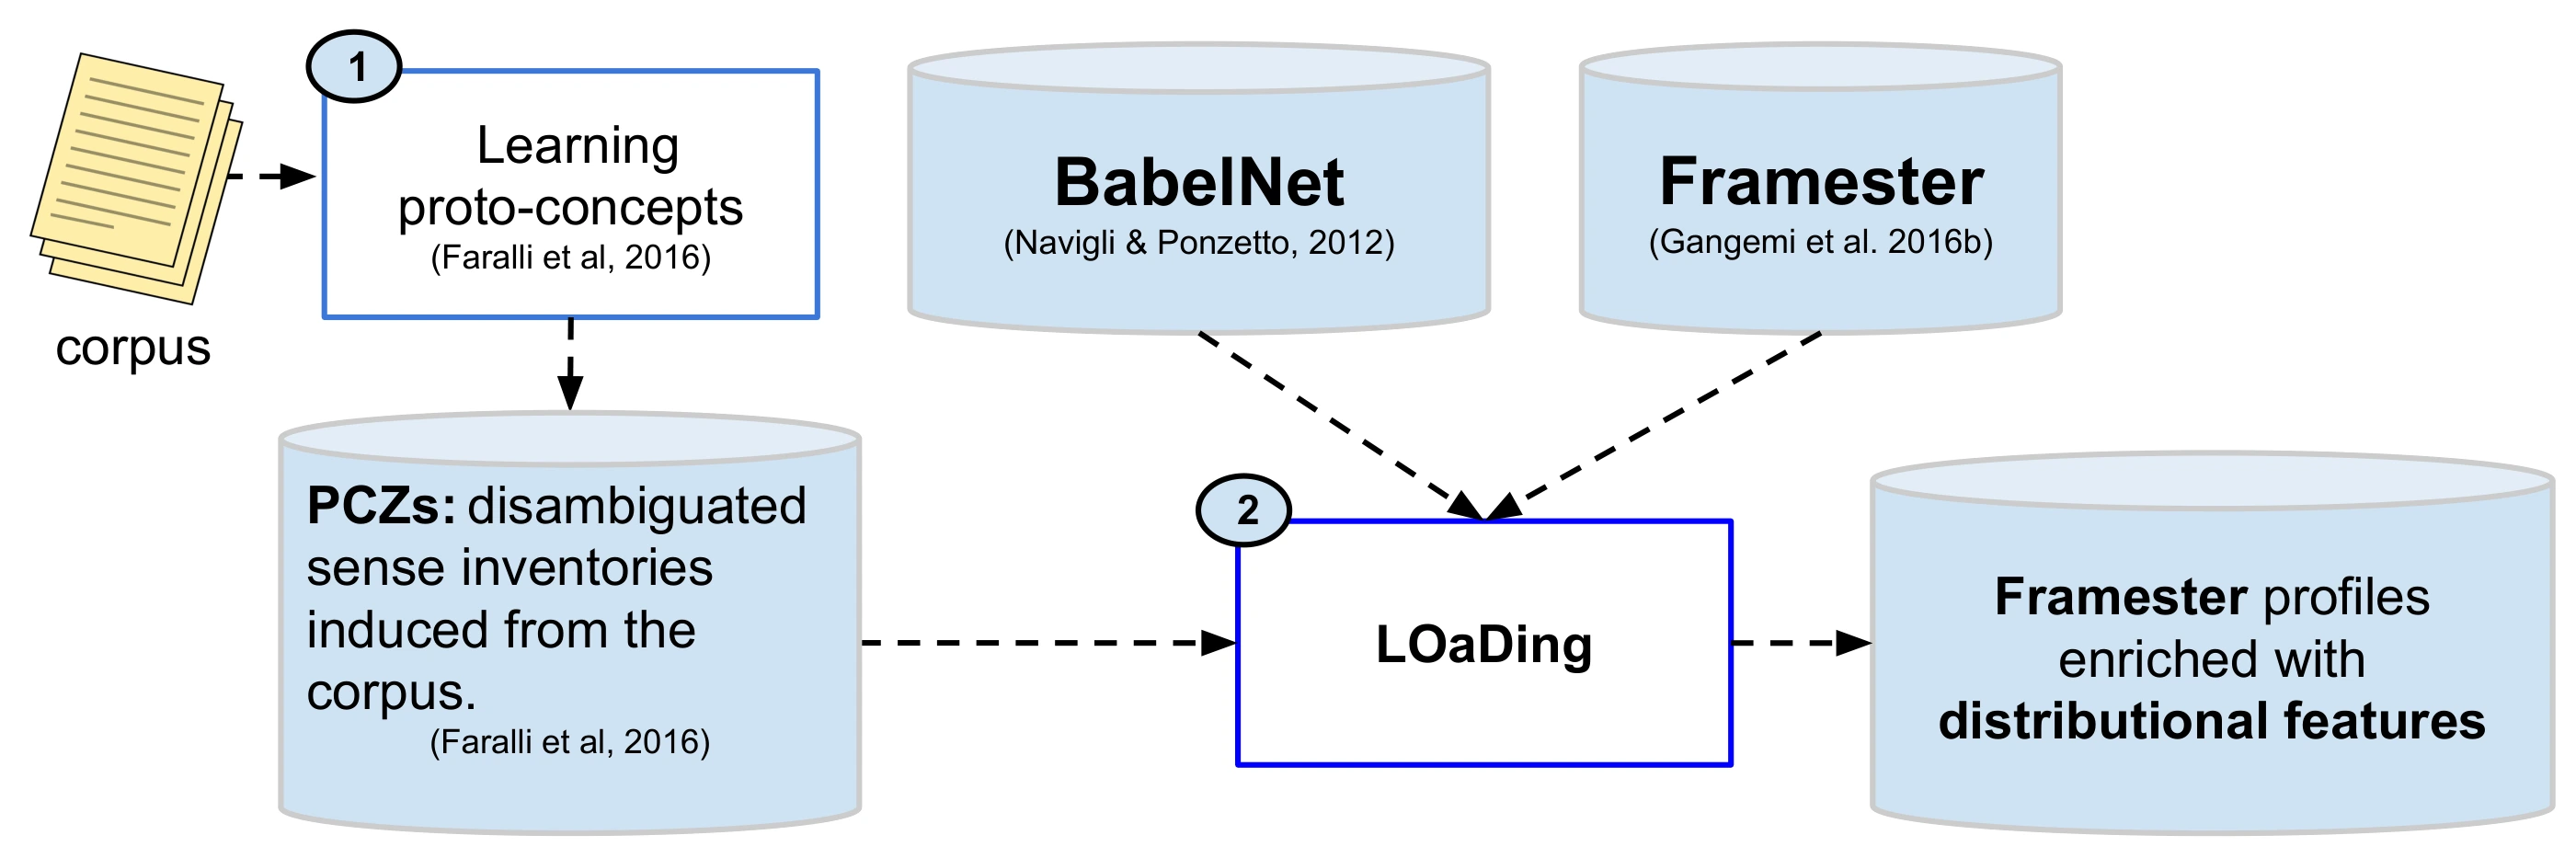 1
Learning
proto-concepts
(Faralli et al, 2016)
corpus
BabelNet
(Navigli & Ponzetto, 2012)
Framester
(Gangemi et al. 2016b)
PCZs: disambiguated
sense inventories
induced from the
corpus.
(Faralli et al, 2016)
2
LOaDing
Framester profiles
enriched with
distributional features